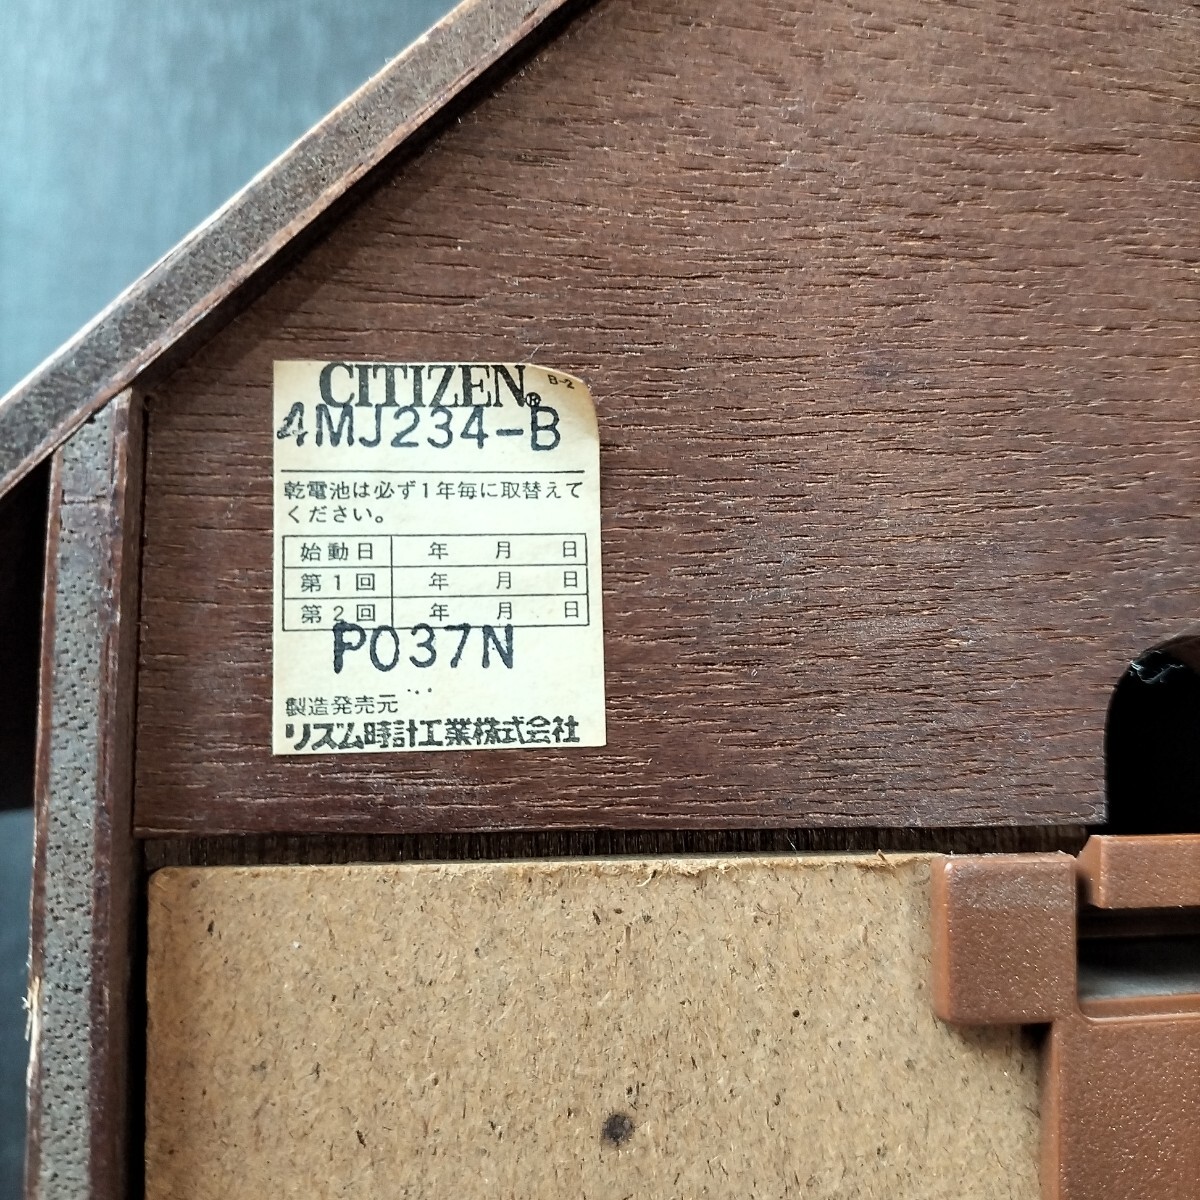 CITIZEN®
B-2
4MJ234-B
乾電池は必ず1年毎に取替えて
ください。
始動日 年 月 日
第1回 年 月 日
第2回 年 月 日
P037N
製造発売元
リズム時計工業株式会社